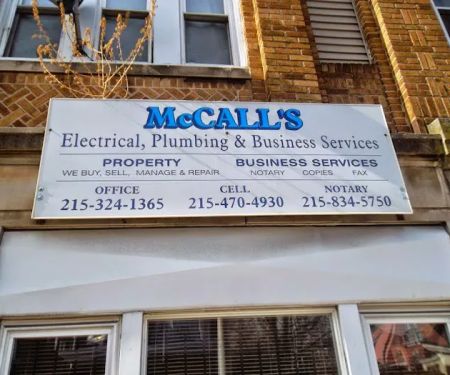 McCALL'S
Electrical, Plumbing & Business Services
PROPERTY BUSINESS SERVICES
WE BUY, SELL, MANAGE & REPAIR NOTARY COPIES FAX
OFFICE CELL NOTARY
215-324-1365 215-470-4930 215-834-5750